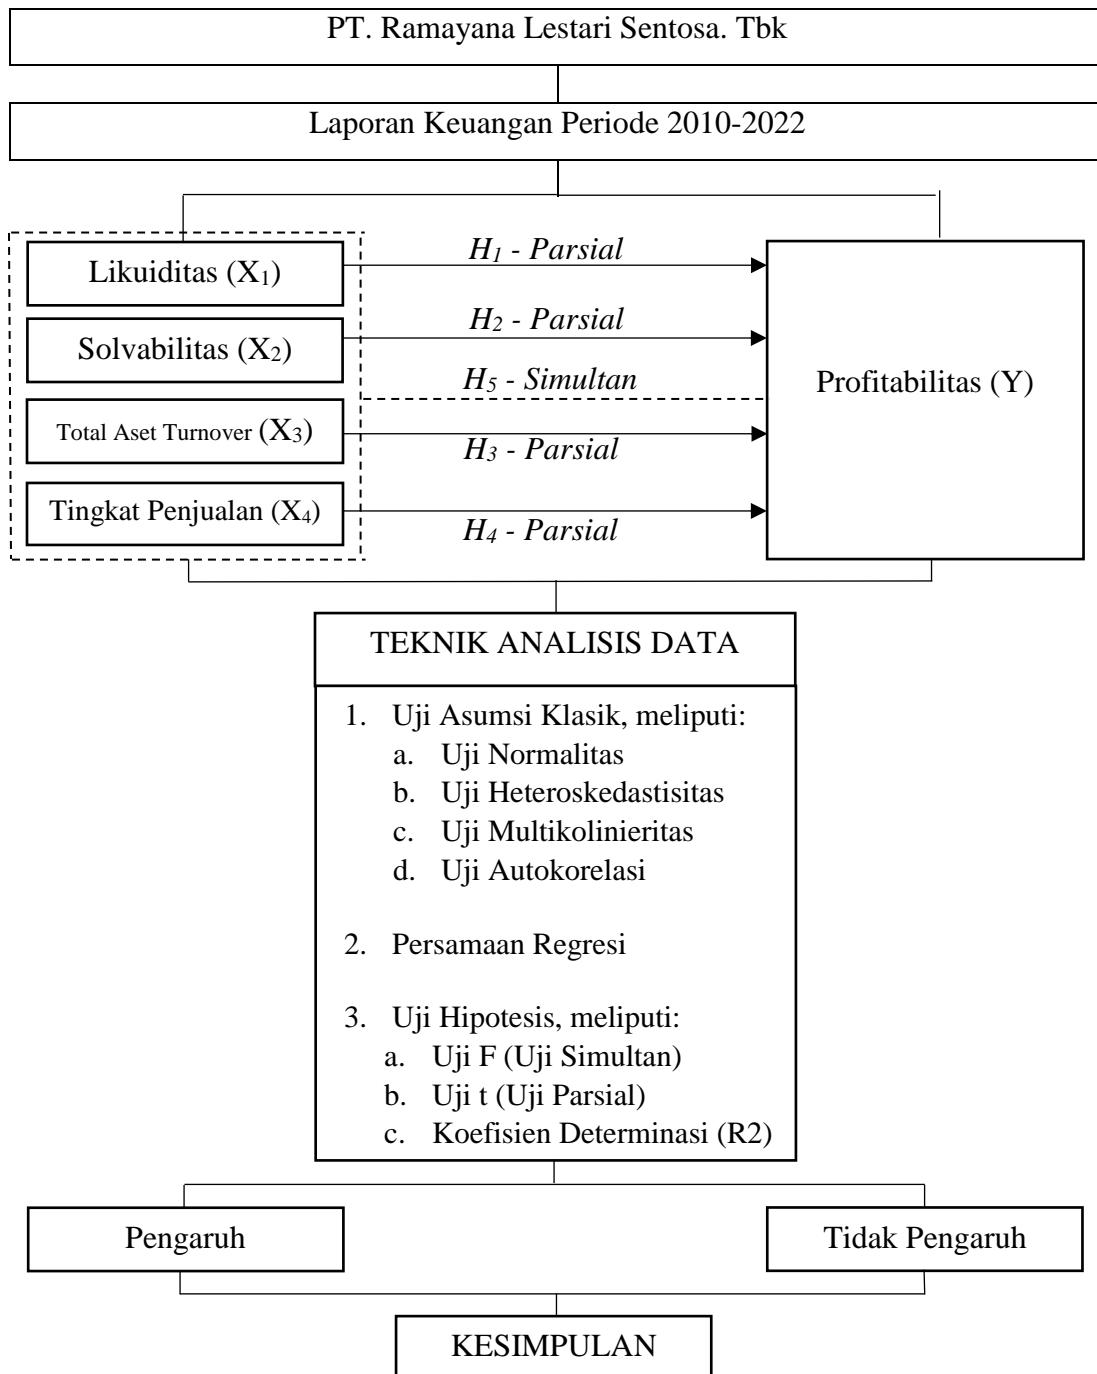 PT. Ramayana Lestari Sentosa. Tbk
Laporan Keuangan Periode 2010-2022
Likuiditas (X1)
H1 - Parsial
Solvabilitas (X2)
H2 - Parsial
H5 - Simultan
Profitabilitas (Y)
Total Aset Turnover (X3)
H3 - Parsial
Tingkat Penjualan (X4)
H4 - Parsial
TEKNIK ANALISIS DATA
1. Uji Asumsi Klasik, meliputi:
a. Uji Normalitas
b. Uji Heteroskedastisitas
c. Uji Multikolinieritas
d. Uji Autokorelasi
2. Persamaan Regresi
3. Uji Hipotesis, meliputi:
a. Uji F (Uji Simultan)
b. Uji t (Uji Parsial)
c. Koefisien Determinasi (R2)
Pengaruh
Tidak Pengaruh
KESIMPULAN